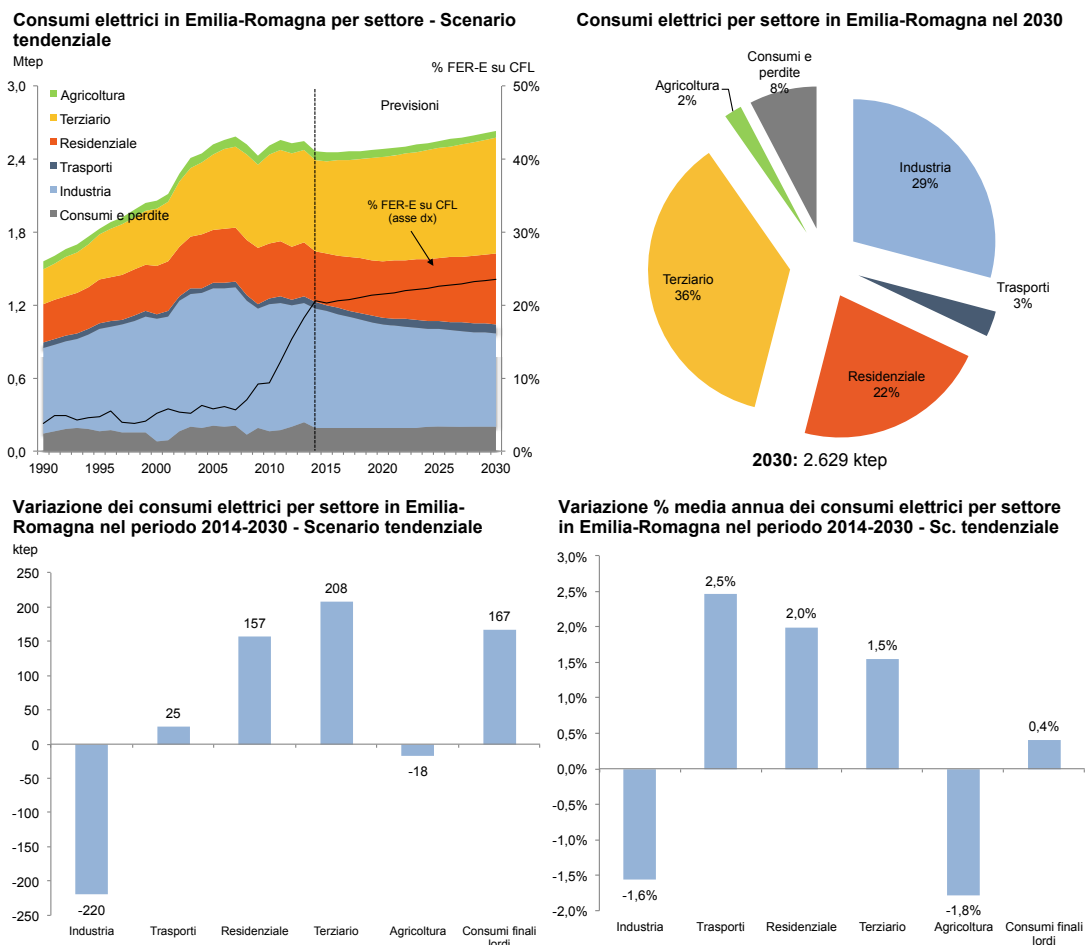 Consumi elettrici in Emilia-Romagna per settore - Scenario
tendenziale
Mtep
% FER-E su CFL
3,0
2,4
1,8
1,2
0,6
0,0
50%
40%
30%
20%
10%
0%
Agricoltura
Terziario
Residenziale
Trasporti
Industria
Consumi e perdite
Previsioni
% FER-E su CFL
(asse dx)
1990 1995 2000 2005 2010 2015 2020 2025 2030
Consumi elettrici per settore in Emilia-Romagna nel 2030
Consumi e
perdite
8%
Agricoltura
2%
Industria
29%
Trasporti
3%
Terziario
36%
Residenziale
22%
2030: 2.629 ktep
Variazione dei consumi elettrici per settore in Emilia-
Romagna nel periodo 2014-2030 - Scenario tendenziale
ktep
250
200
150
100
50
0
-50
-100
-150
-200
-250
-220
25
157
208
-18
167
Industria Trasporti Residenziale Terziario Agricoltura Consumi finali
lordi
Variazione % media annua dei consumi elettrici per settore
in Emilia-Romagna nel periodo 2014-2030 - Sc. tendenziale
3,0%
2,5%
2,0%
1,5%
1,0%
0,5%
0,0%
-0,5%
-1,0%
-1,5%
-2,0%
-1,6%
2,5%
2,0%
1,5%
-1,8%
0,4%
Industria Trasporti Residenziale Terziario Agricoltura Consumi finali
lordi